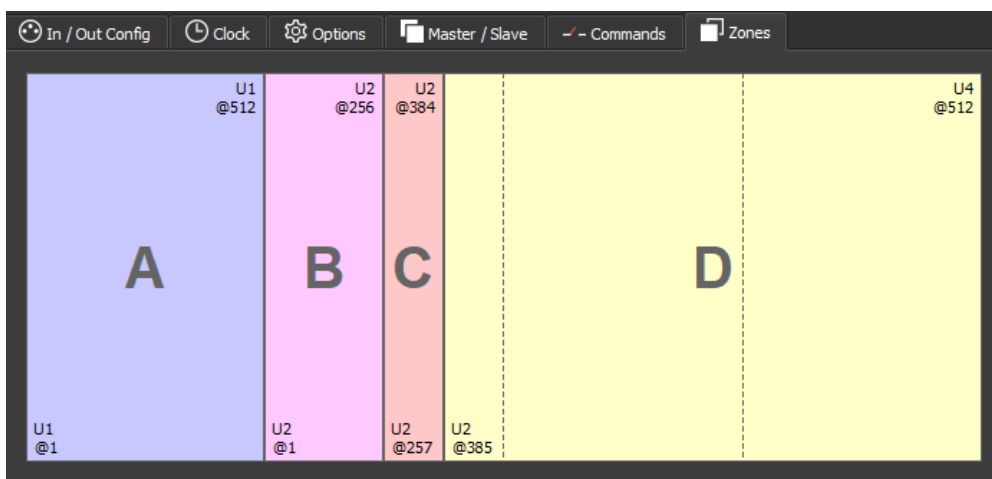 In / Out Config Clock Options Master / Slave Commands Zones
U1 U2 U2 U4
@512 @256 @384 @512
A B C D
U1 U2 U2 U2
@1 @1 @257 @385